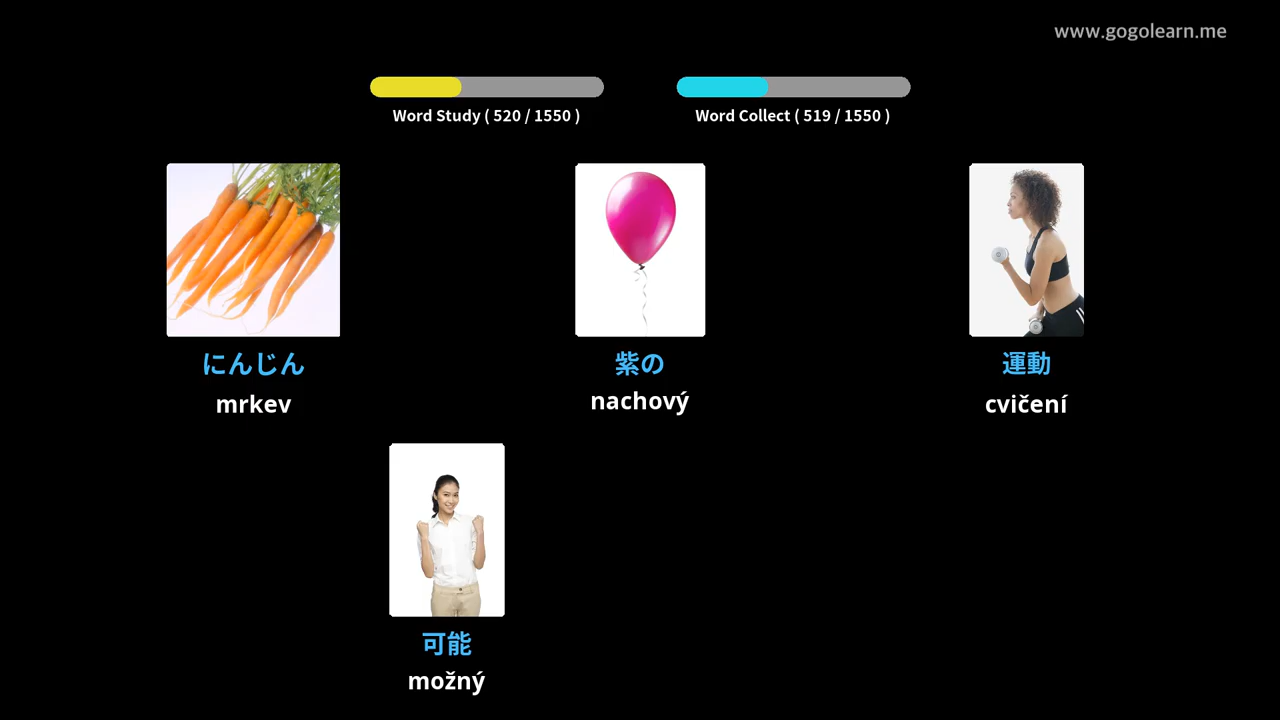 www.gogolearn.me
Word Study ( 520 / 1550 )
Word Collect ( 519 / 1550 )
にんじん
mrkev
紫の
nachový
運動
cvičení
可能
možný